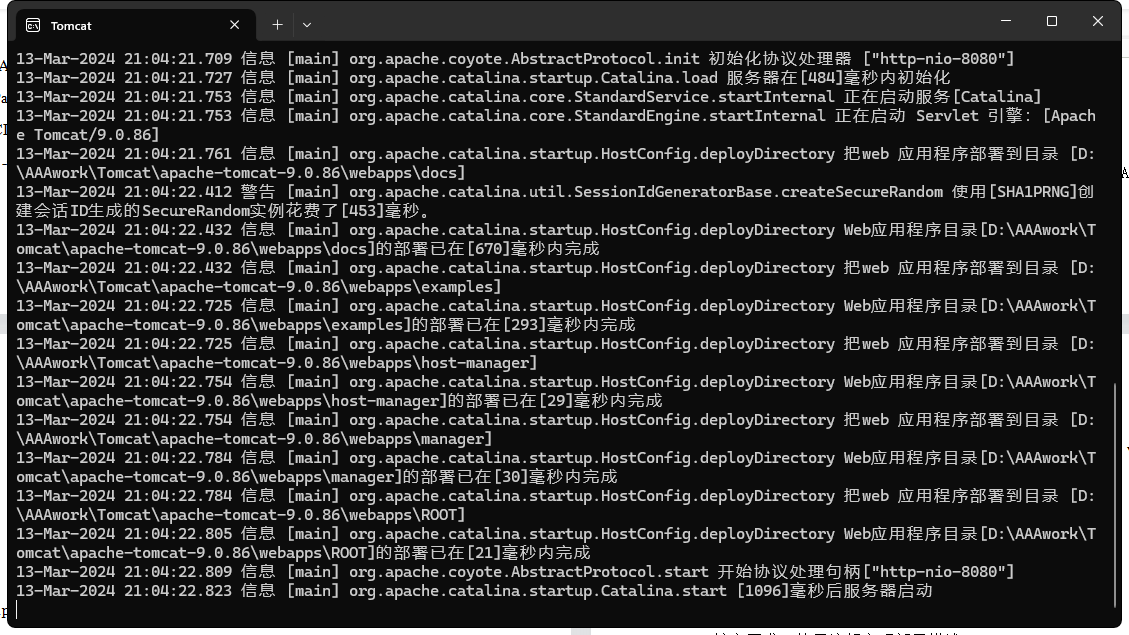 Tomcat
13-Mar-2024 21:04:21.709 信息 [main] org.apache.coyote.AbstractProtocol.init 初始化协议处理器 ["http-nio-8080"]
13-Mar-2024 21:04:21.727 信息 [main] org.apache.catalina.startup.Catalina.load 服务器在[484]毫秒内初始化
13-Mar-2024 21:04:21.753 信息 [main] org.apache.catalina.core.StandardService.startInternal 正在启动服务[Catalina]
13-Mar-2024 21:04:21.753 信息 [main] org.apache.catalina.core.StandardEngine.startInternal 正在启动 Servlet 引擎：[Apach
e Tomcat/9.0.86]
13-Mar-2024 21:04:21.761 信息 [main] org.apache.catalina.startup.HostConfig.deployDirectory 把web 应用程序部署到目录 [D:
\AAAwork\Tomcat\apache-tomcat-9.0.86\webapps\docs]
13-Mar-2024 21:04:22.412 警告 [main] org.apache.catalina.util.SessionIdGeneratorBase.createSecureRandom 使用[SHA1PRNG]创
建会话ID生成的SecureRandom实例花费了[453]毫秒。
13-Mar-2024 21:04:22.432 信息 [main] org.apache.catalina.startup.HostConfig.deployDirectory Web应用程序目录[D:\AAAwork\T
omcat\apache-tomcat-9.0.86\webapps\docs]的部署已在[670]毫秒内完成
13-Mar-2024 21:04:22.432 信息 [main] org.apache.catalina.startup.HostConfig.deployDirectory 把web 应用程序部署到目录 [D:
\AAAwork\Tomcat\apache-tomcat-9.0.86\webapps\examples]
13-Mar-2024 21:04:22.725 信息 [main] org.apache.catalina.startup.HostConfig.deployDirectory Web应用程序目录[D:\AAAwork\T
omcat\apache-tomcat-9.0.86\webapps\examples]的部署已在[293]毫秒内完成
13-Mar-2024 21:04:22.725 信息 [main] org.apache.catalina.startup.HostConfig.deployDirectory 把web 应用程序部署到目录 [D:
\AAAwork\Tomcat\apache-tomcat-9.0.86\webapps\host-manager]
13-Mar-2024 21:04:22.754 信息 [main] org.apache.catalina.startup.HostConfig.deployDirectory Web应用程序目录[D:\AAAwork\T
omcat\apache-tomcat-9.0.86\webapps\host-manager]的部署已在[29]毫秒内完成
13-Mar-2024 21:04:22.754 信息 [main] org.apache.catalina.startup.HostConfig.deployDirectory 把web 应用程序部署到目录 [D:
\AAAwork\Tomcat\apache-tomcat-9.0.86\webapps\manager]
13-Mar-2024 21:04:22.784 信息 [main] org.apache.catalina.startup.HostConfig.deployDirectory Web应用程序目录[D:\AAAwork\T
omcat\apache-tomcat-9.0.86\webapps\manager]的部署已在[30]毫秒内完成
13-Mar-2024 21:04:22.784 信息 [main] org.apache.catalina.startup.HostConfig.deployDirectory 把web 应用程序部署到目录 [D:
\AAAwork\Tomcat\apache-tomcat-9.0.86\webapps\ROOT]
13-Mar-2024 21:04:22.805 信息 [main] org.apache.catalina.startup.HostConfig.deployDirectory Web应用程序目录[D:\AAAwork\T
omcat\apache-tomcat-9.0.86\webapps\ROOT]的部署已在[21]毫秒内完成
13-Mar-2024 21:04:22.809 信息 [main] org.apache.coyote.AbstractProtocol.start 开始协议处理句柄["http-nio-8080"]
13-Mar-2024 21:04:22.823 信息 [main] org.apache.catalina.startup.Catalina.start [1096]毫秒后服务器启动